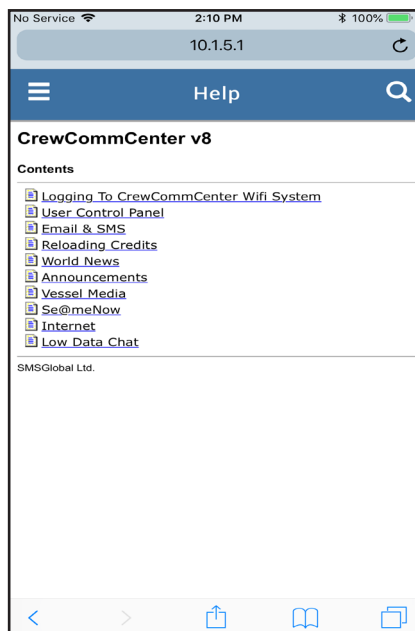 No Service 2:10 PM 100%
10.1.5.1
Help
CrewCommCenter v8
Contents
Logging To CrewCommCenter Wifi System
User Control Panel
Email & SMS
Reloading Credits
World News
Announcements
Vessel Media
Se@meNow
Internet
Low Data Chat
SMSGlobal Ltd.